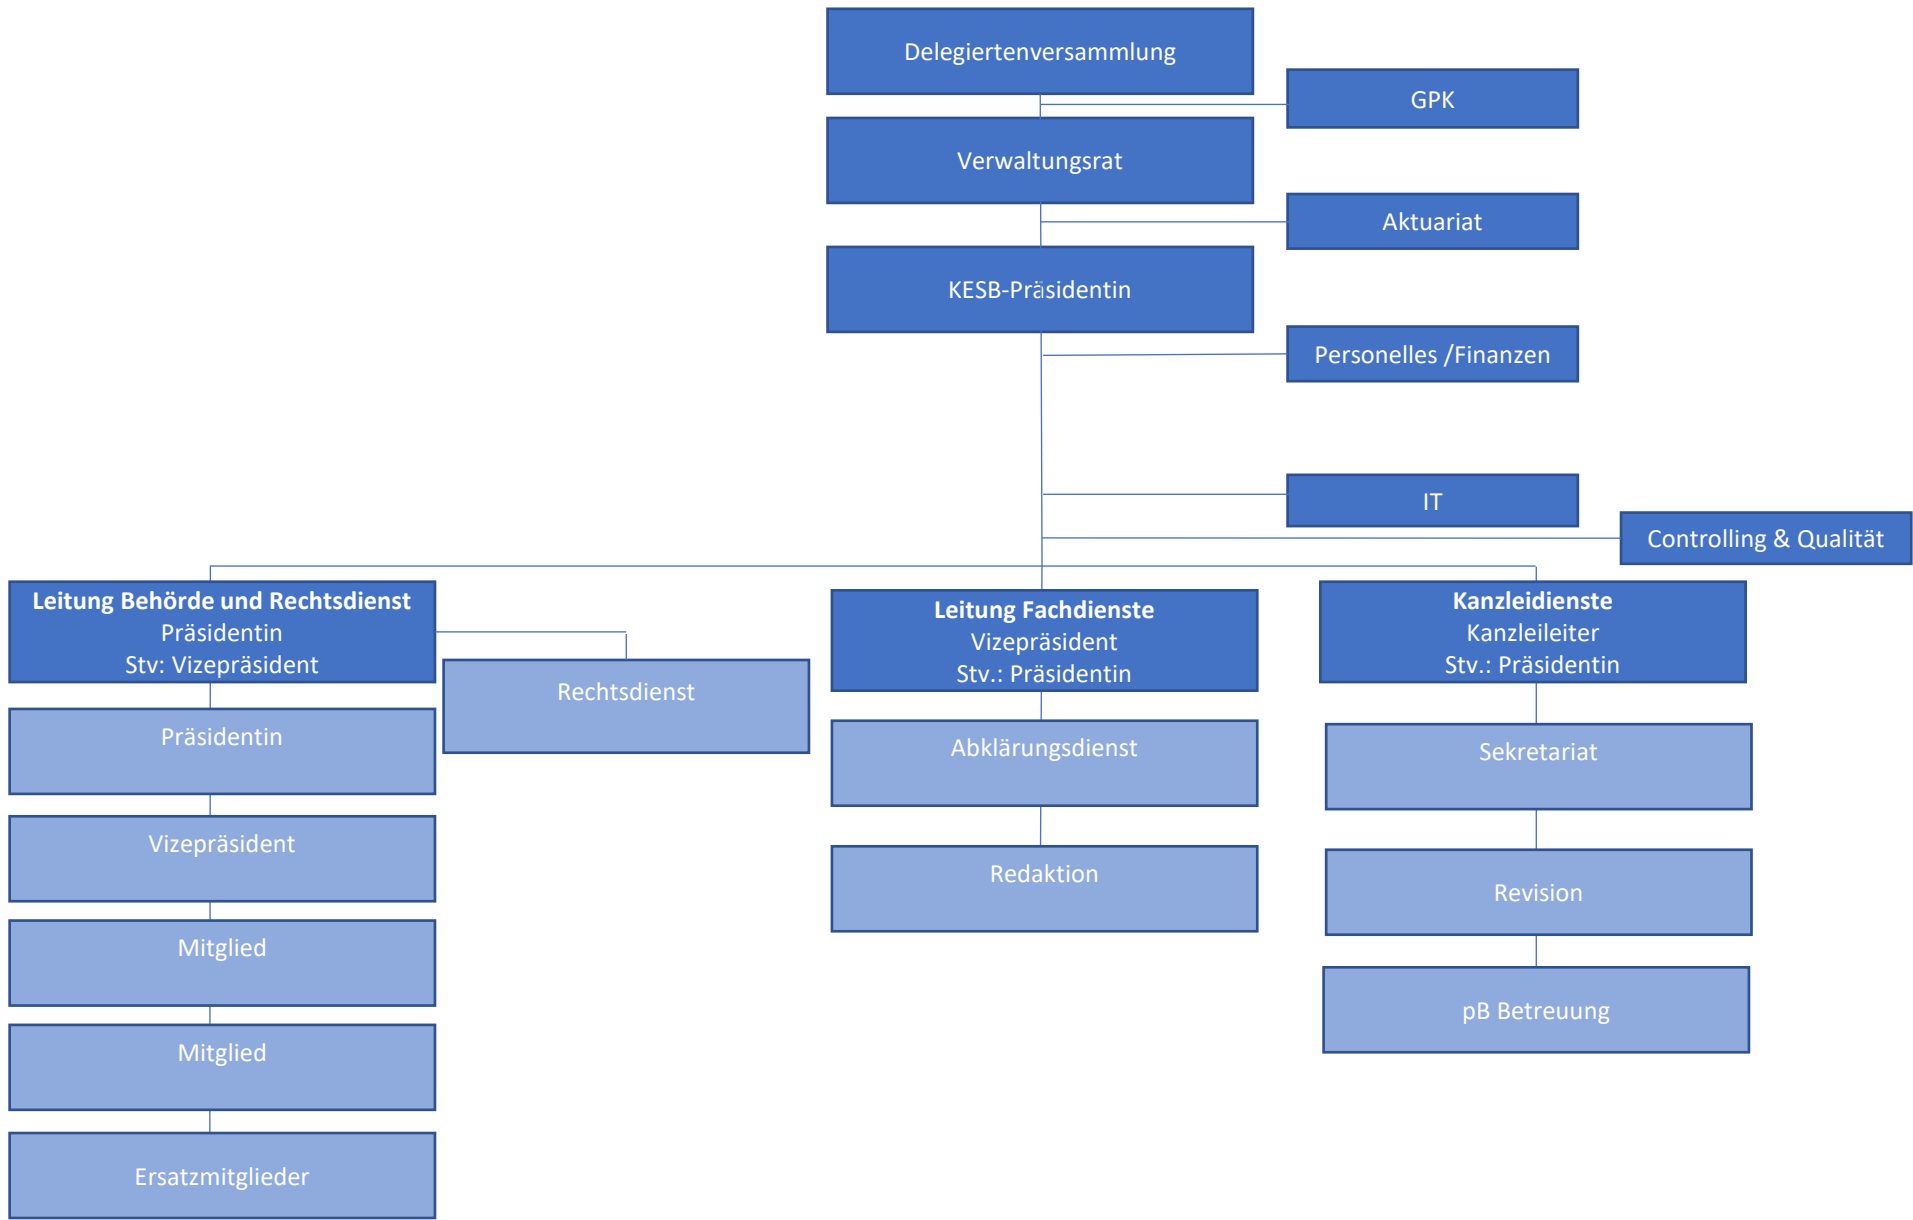 Delegiertenversammlung
GPK
Verwaltungsrat
Aktuariat
KESB-Präsidentin
Personelles /Finanzen
IT
Controlling & Qualität
Leitung Behörde und Rechtsdienst
Präsidentin
Stv: Vizepräsident
Rechtsdienst
Präsidentin
Vizepräsident
Mitglied
Mitglied
Ersatzmitglieder
Leitung Fachdienste
Vizepräsident
Stv.: Präsidentin
Abklärungsdienst
Redaktion
Kanzleidienste
Kanzleileiter
Stv.: Präsidentin
Sekretariat
Revision
pB Betreuung